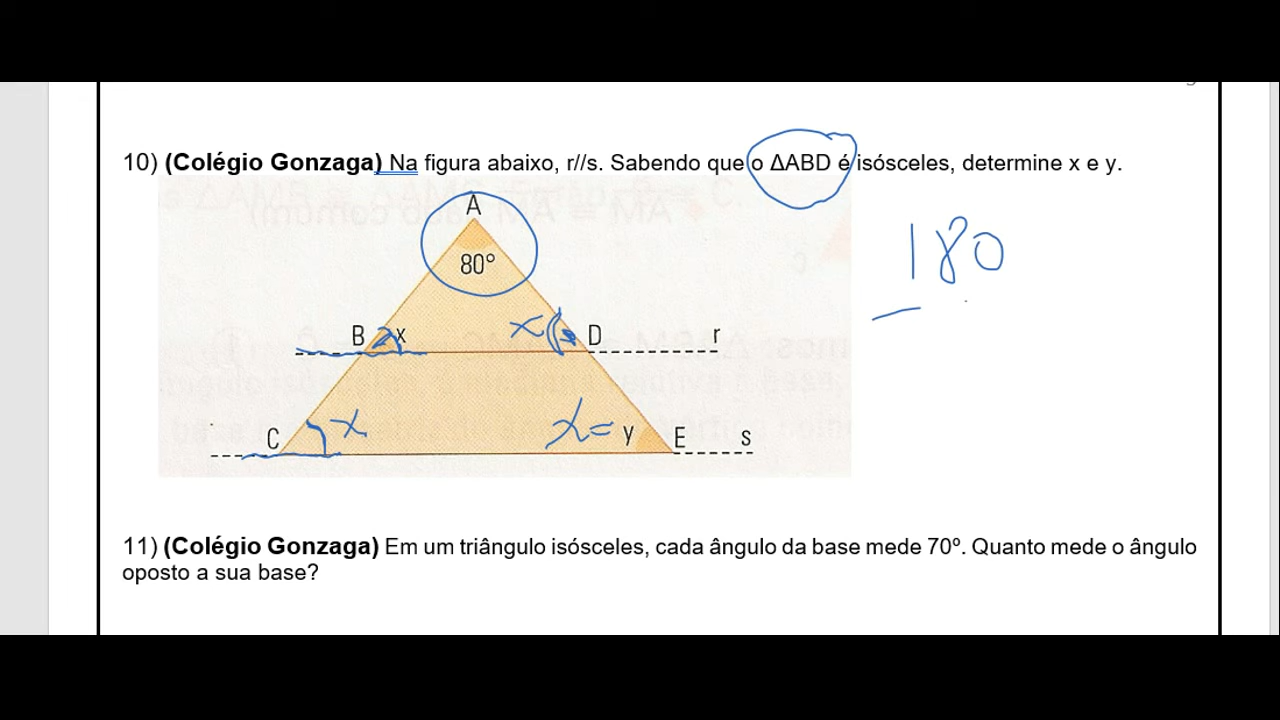 10) (Colégio Gonzaga) Na figura abaixo, r//s. Sabendo que o ΔABD é isósceles, determine x e y.
A
180
80°
B x x D r
C x x= y E s
11) (Colégio Gonzaga) Em um triângulo isósceles, cada ângulo da base mede 70º. Quanto mede o ângulo
oposto a sua base?